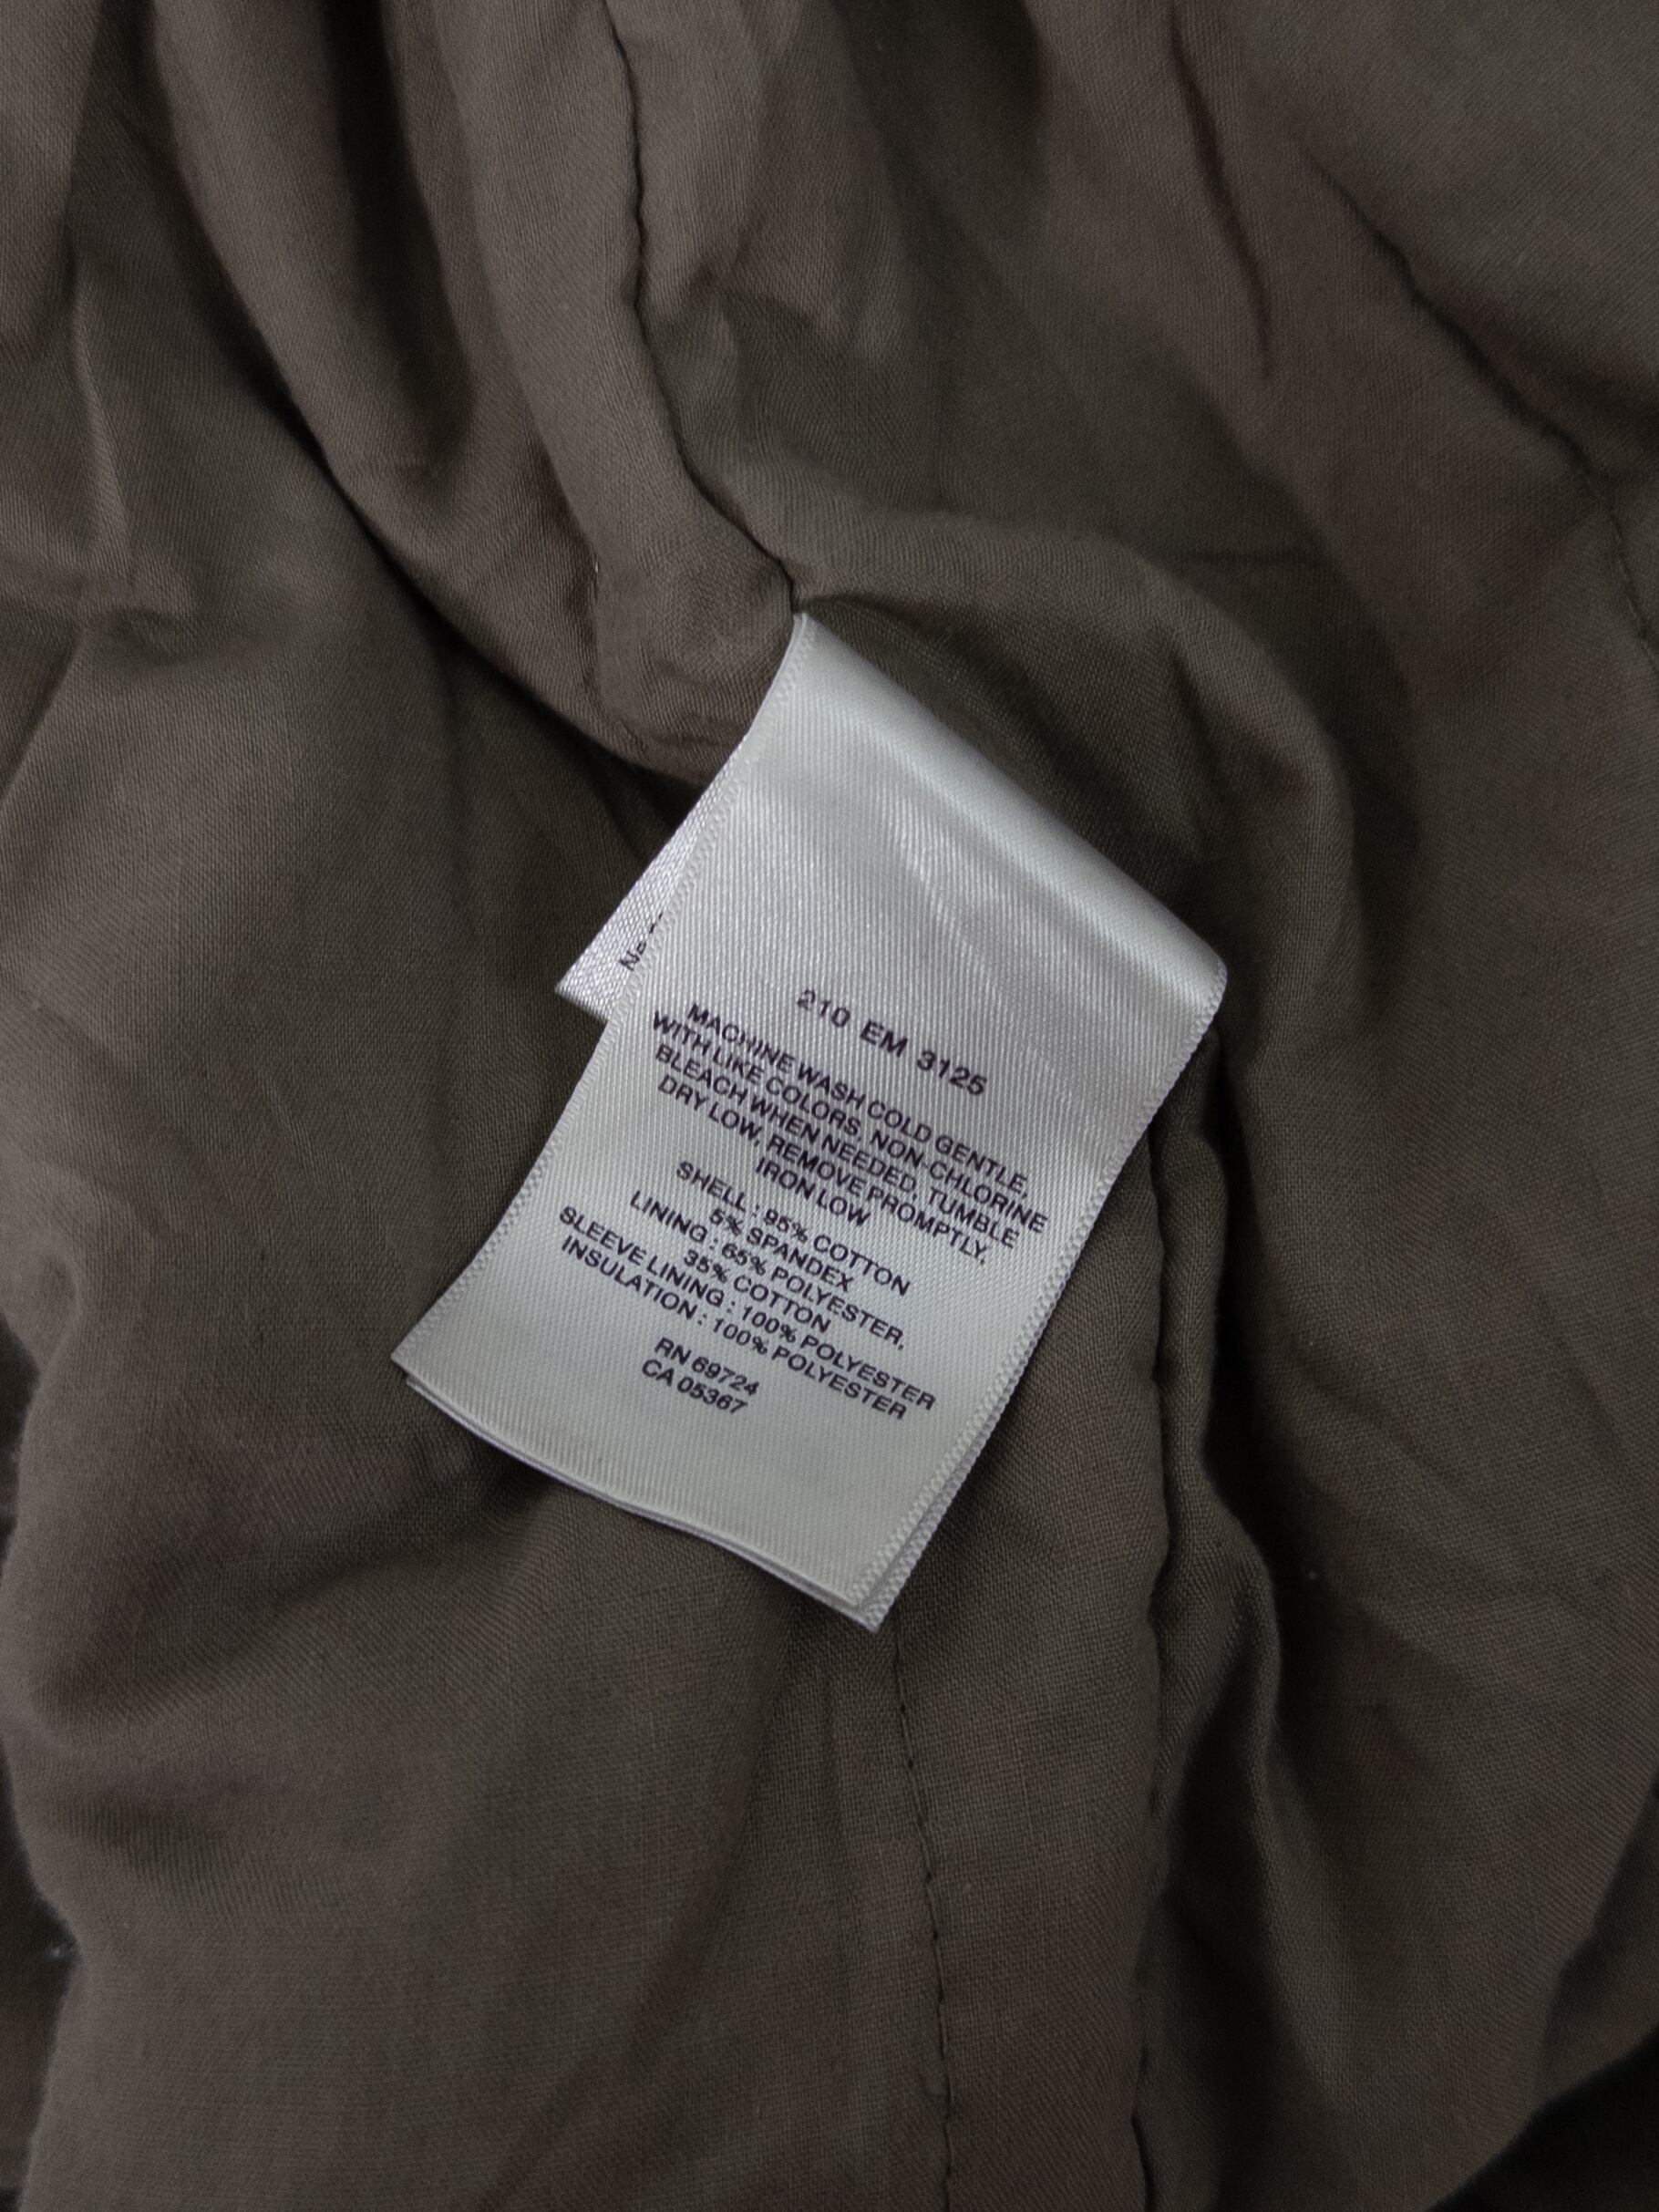 210 EM 3125
MACHINE WASH COLD GENTLE,
WITH LIKE COLORS, NON-CHLORINE
BLEACH WHEN NEEDED, TUMBLE
DRY LOW, REMOVE PROMPTLY,
IRON LOW
SHELL : 95% COTTON
5% SPANDEX
LINING : 65% POLYESTER,
35% COTTON
SLEEVE LINING : 100% POLYESTER
INSULATION : 100% POLYESTER
RN 69724
CA 05367